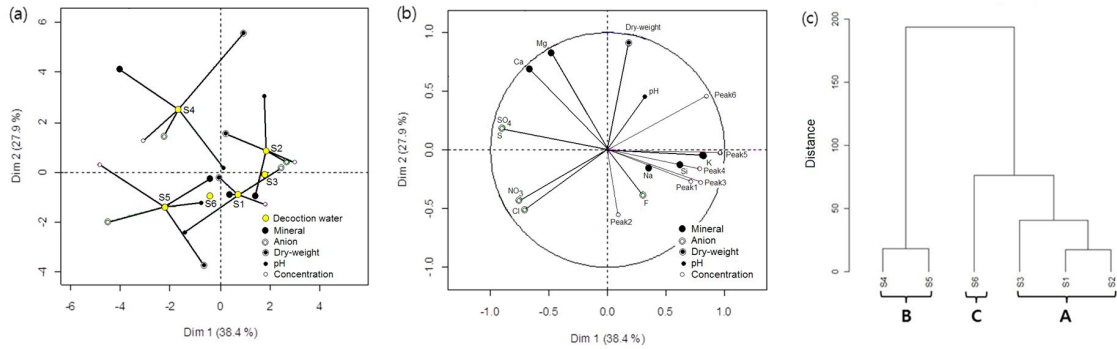 (a)
6
4
2
0
-2
-4
Dim 2 (27.9 %)
S4
S2
S3
S1
S5
S6
Decoction water
Mineral
Anion
Dry-weight
pH
Concentration
-4
-2
0
2
4
Dim 1 (38.4 %)
(b)
1.0
0.5
0.0
-0.5
-1.0
Dim 2 (27.9 %)
Dry-weight
Mg
Ca
pH
Peak6
SO4
S
Peak5
K
Si
Peak4
Na
Peak1
Peak3
NO3
F
Cl
Peak2
Mineral
Anion
Dry-weight
pH
Concentration
-1.0
-0.5
0.0
0.5
1.0
Dim 1 (38.4 %)
(c)
200
150
100
50
0
Distance
S4
S5
S6
S3
S1
S2
B
C
A